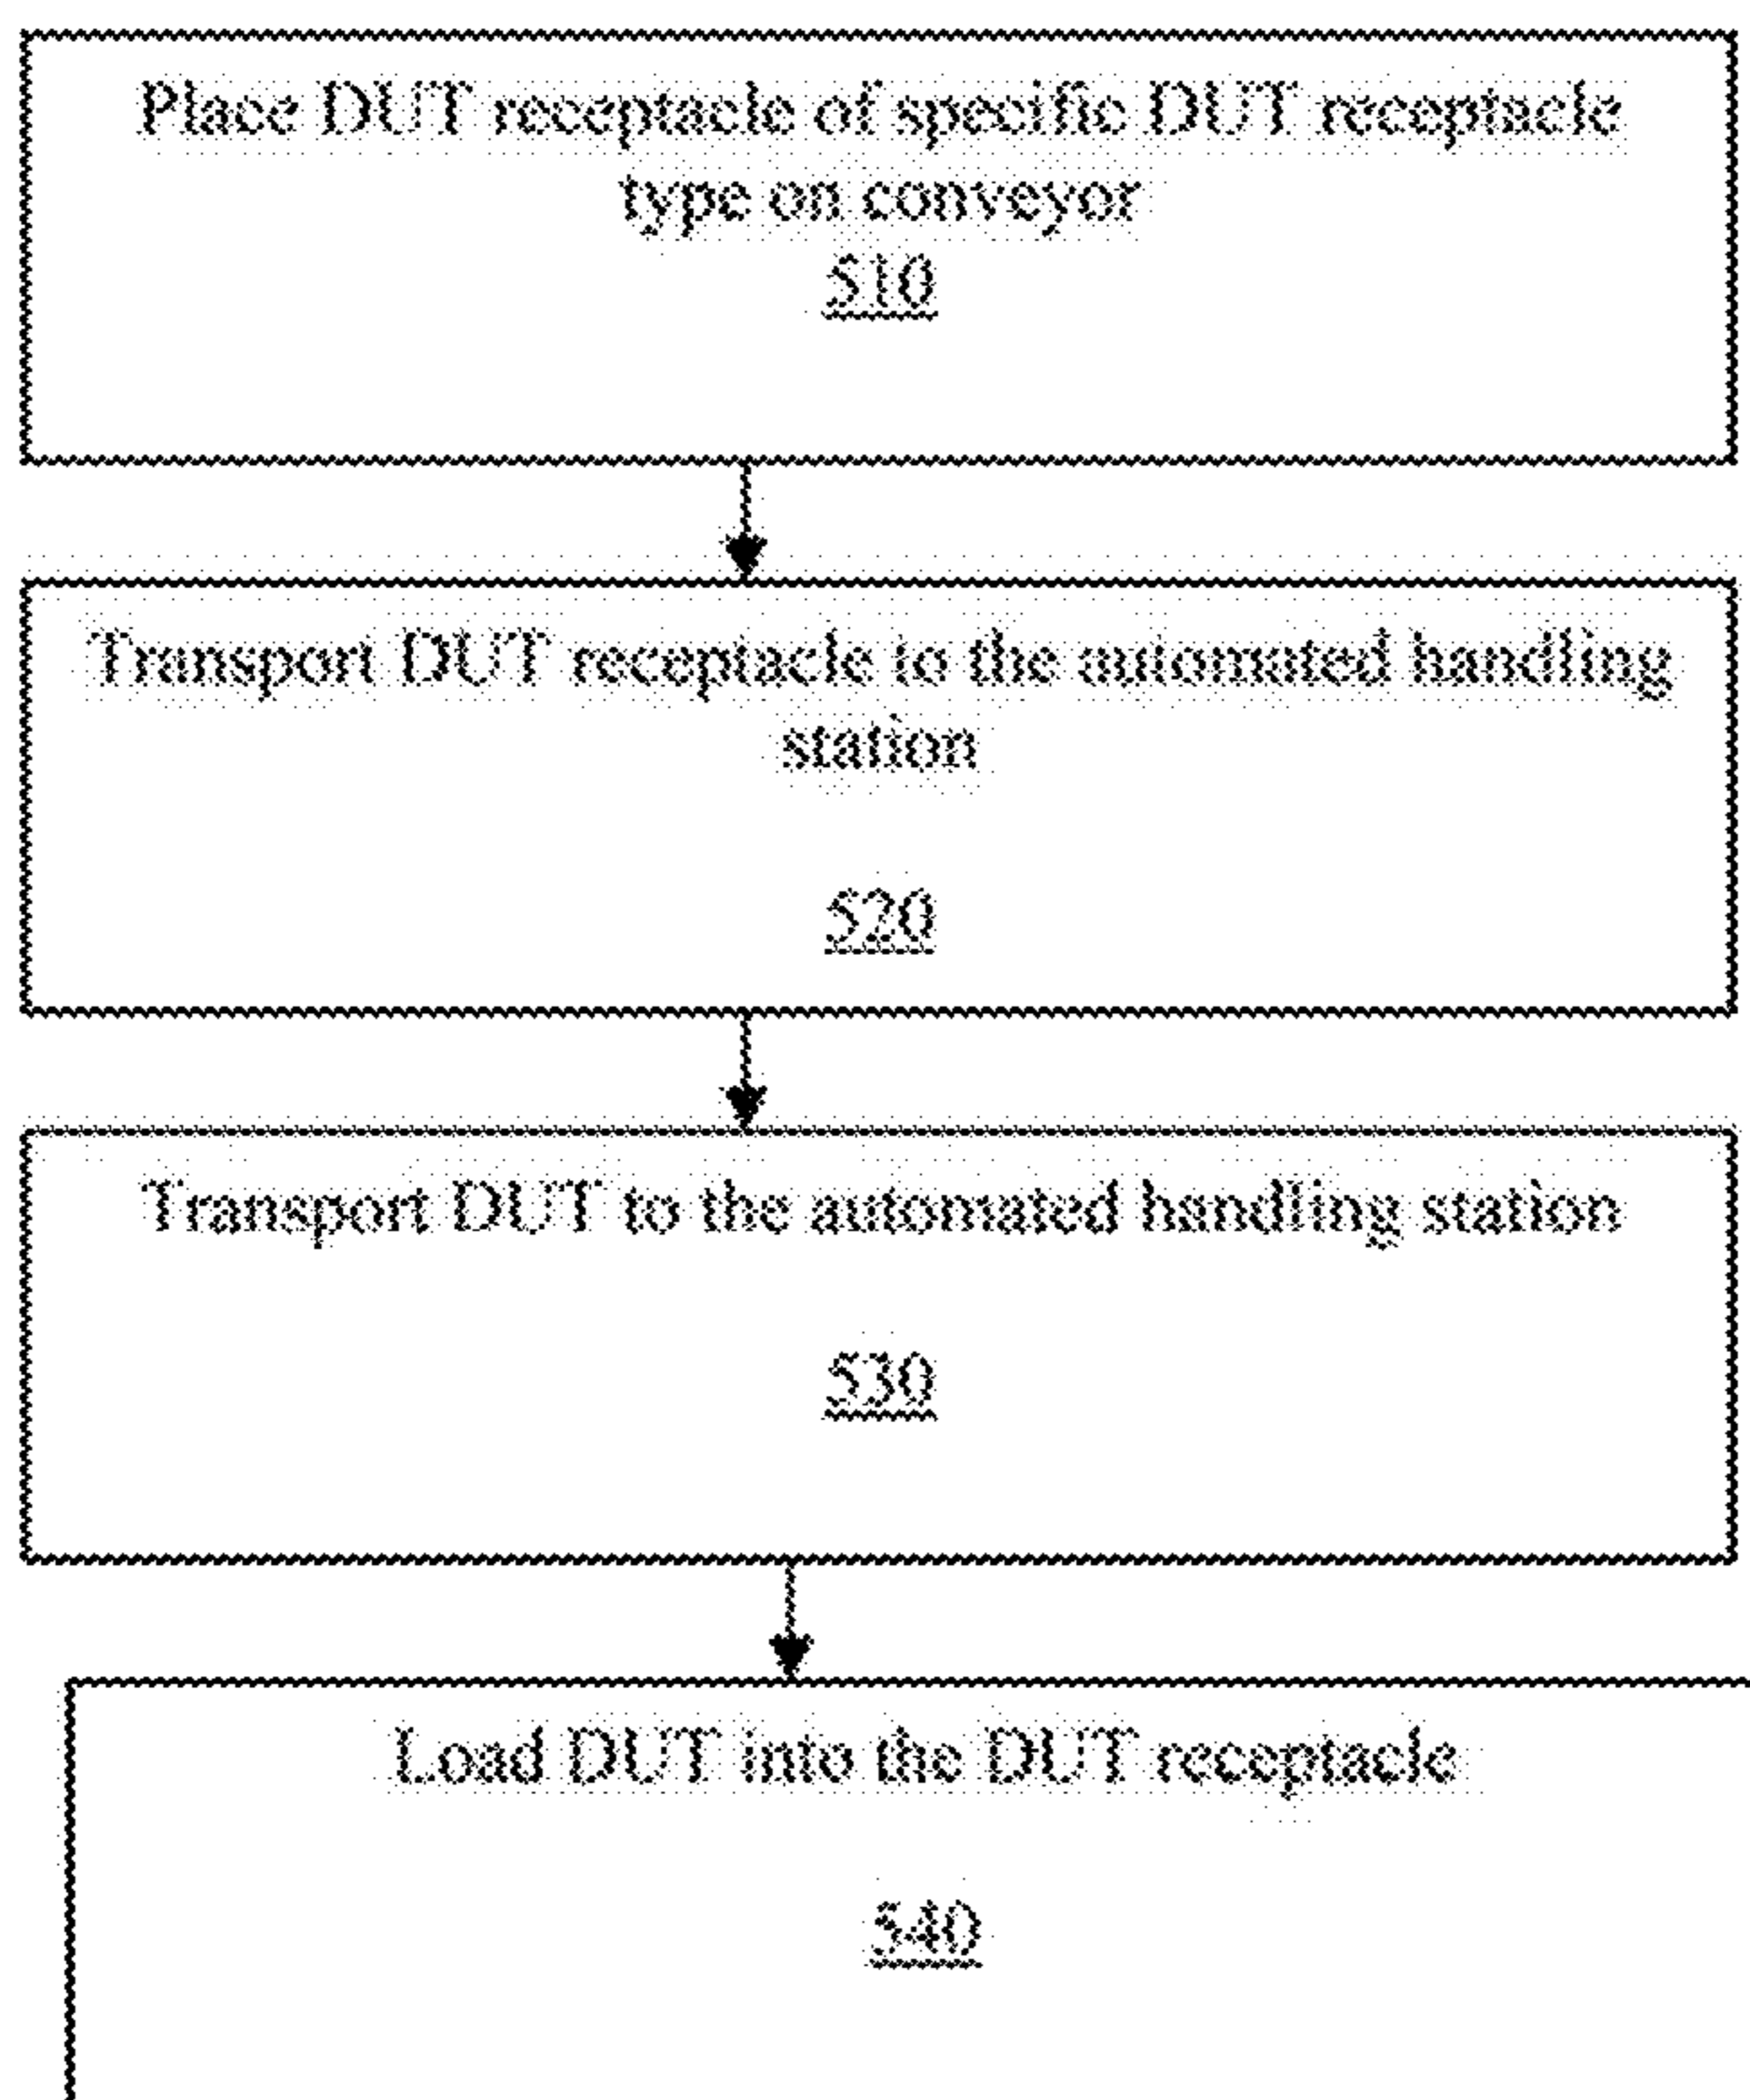 Place DUT receptacle of specific DUT receptacle
type on conveyor
510
Transport DUT receptacle to the automated handling
station
520
Transport DUT to the automated handling station
530
Load DUT into the DUT receptacle
540